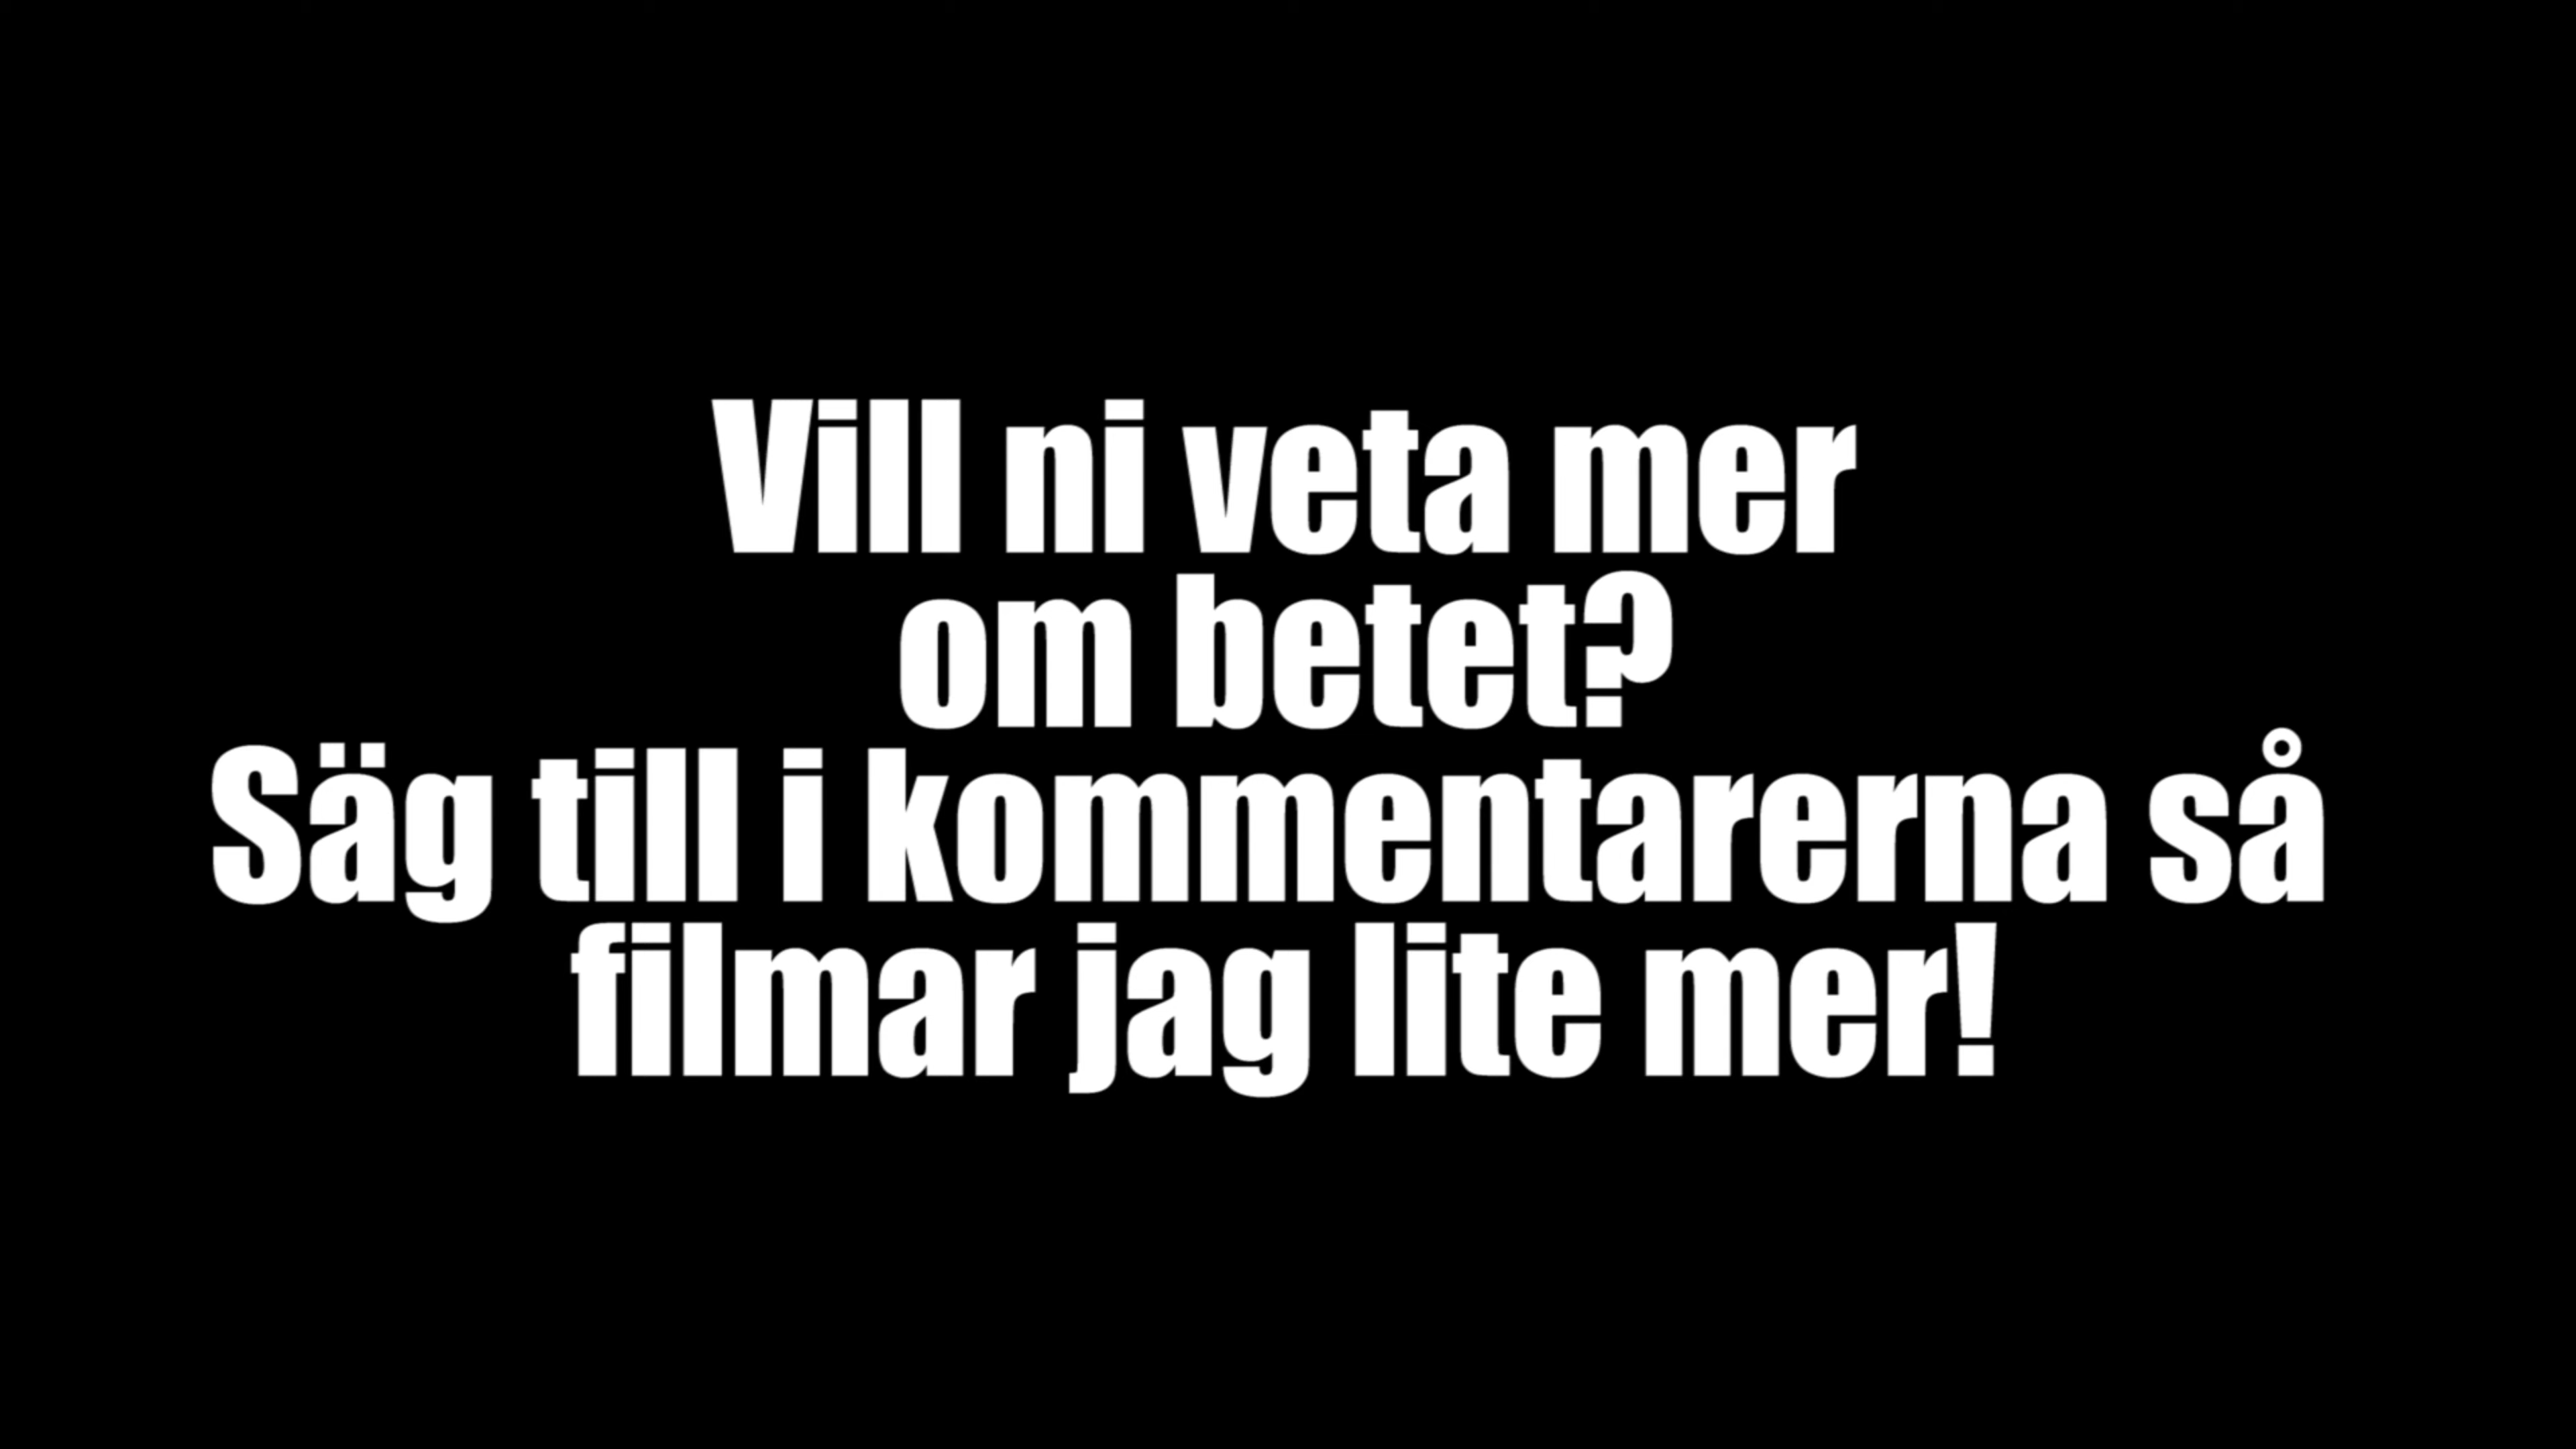 Vill ni veta mer
om betet?
Säg till i kommentarerna så
filmar jag lite mer!